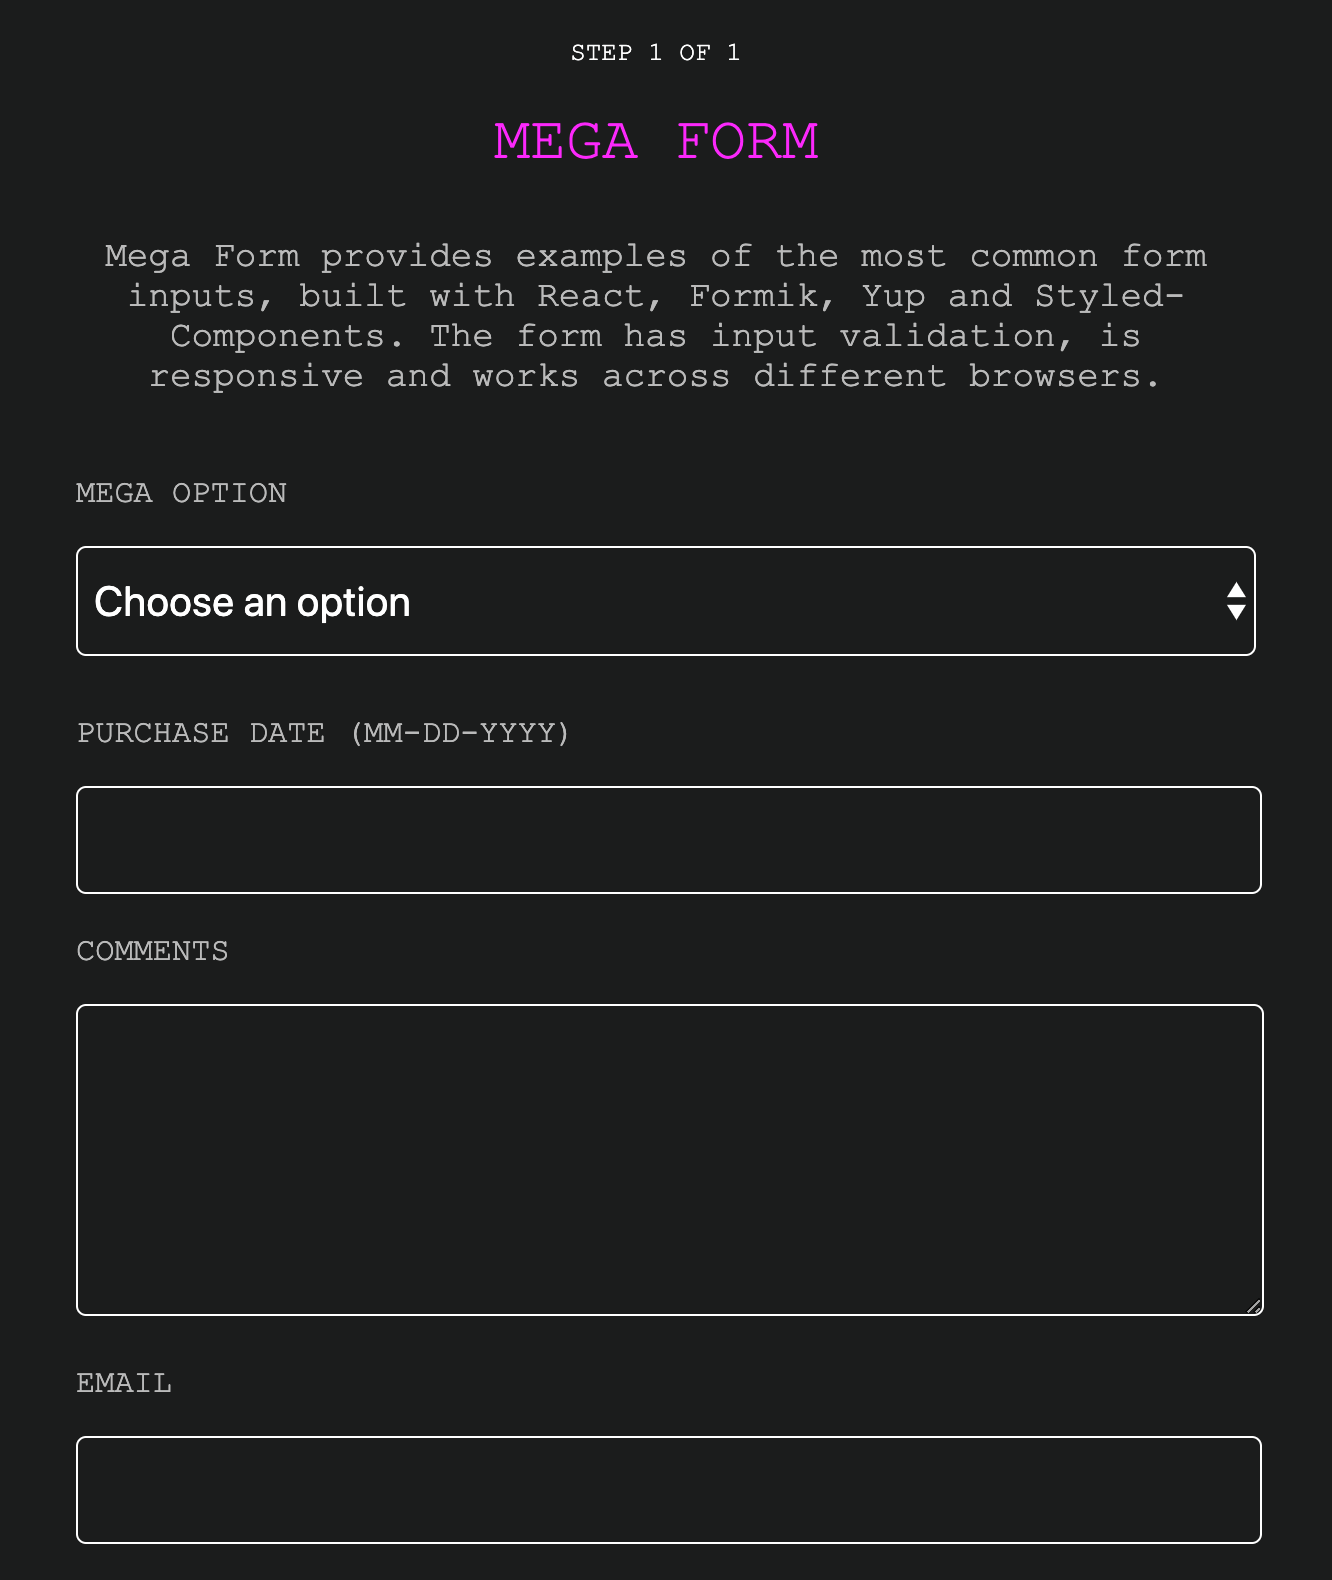 STEP 1 OF 1
MEGA FORM
Mega Form provides examples of the most common form
inputs, built with React, Formik, Yup and Styled-
Components. The form has input validation, is
responsive and works across different browsers.
MEGA OPTION
Choose an option
PURCHASE DATE (MM-DD-YYYY)
COMMENTS
EMAIL